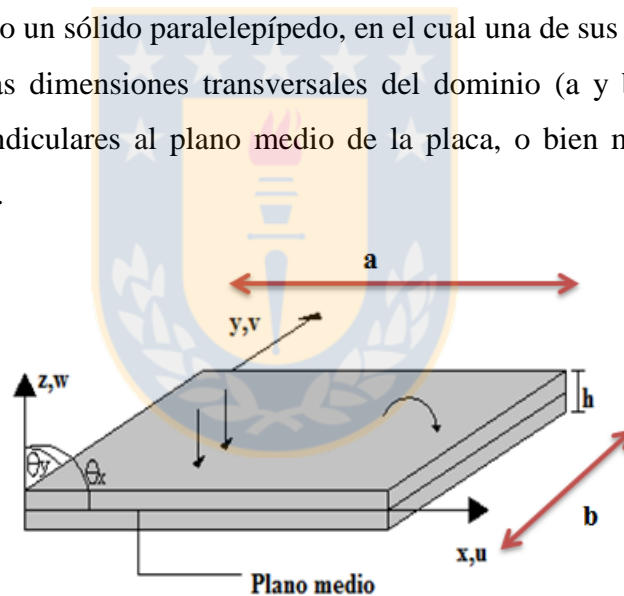 o un sólido paralelepípedo, en el cual una de sus
as dimensiones transversales del dominio (a y b
ndiculares al plano medio de la placa, o bien n
.
a
y,v
z,w
h
θy
θx
b
x,u
Plano medio